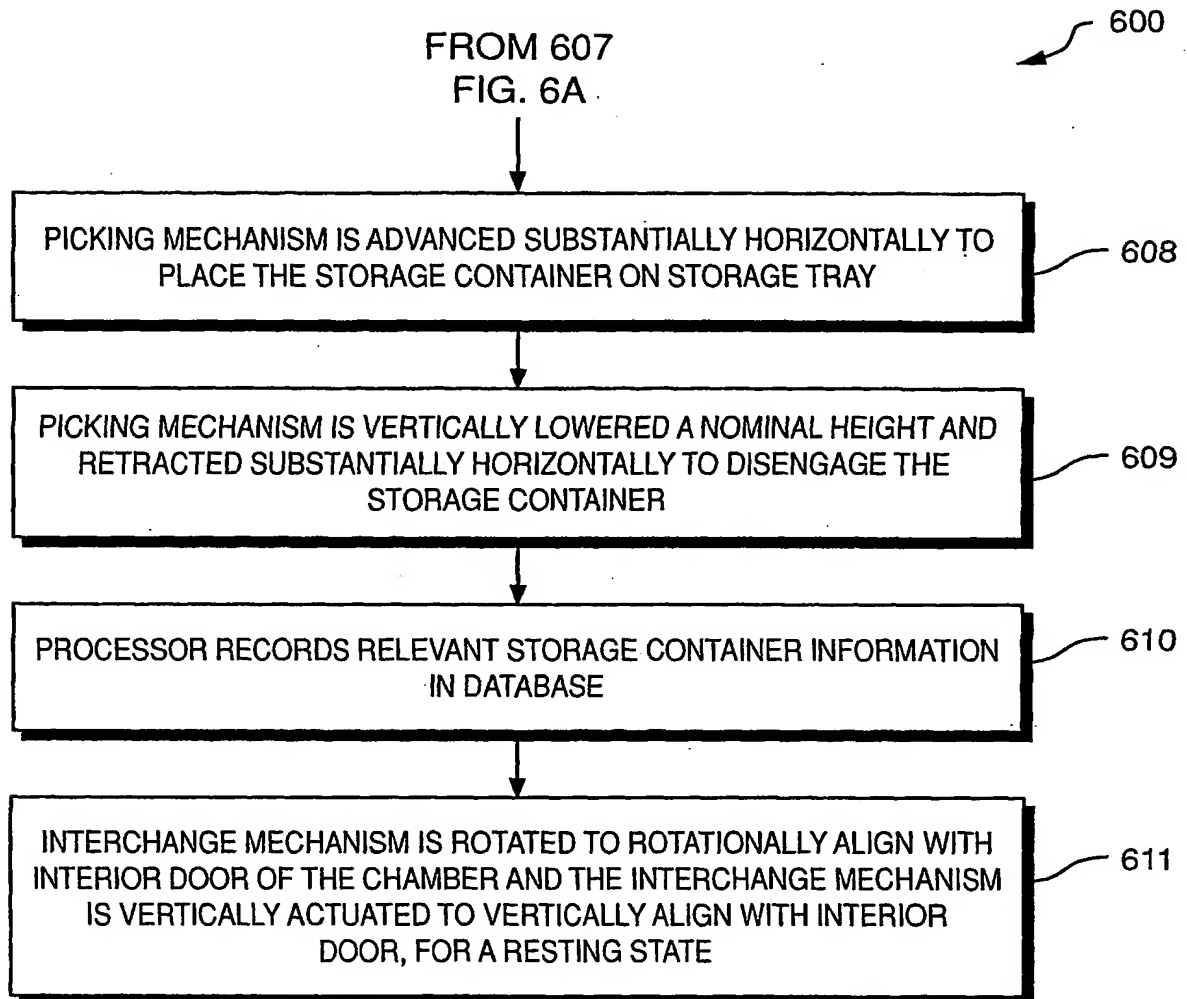 600
FROM 607
FIG. 6A
PICKING MECHANISM IS ADVANCED SUBSTANTIALLY HORIZONTALLY TO
PLACE THE STORAGE CONTAINER ON STORAGE TRAY
608
PICKING MECHANISM IS VERTICALLY LOWERED A NOMINAL HEIGHT AND
RETRACTED SUBSTANTIALLY HORIZONTALLY TO DISENGAGE THE
STORAGE CONTAINER
609
PROCESSOR RECORDS RELEVANT STORAGE CONTAINER INFORMATION
IN DATABASE
610
INTERCHANGE MECHANISM IS ROTATED TO ROTATIONALLY ALIGN WITH
INTERIOR DOOR OF THE CHAMBER AND THE INTERCHANGE MECHANISM
IS VERTICALLY ACTUATED TO VERTICALLY ALIGN WITH INTERIOR
DOOR, FOR A RESTING STATE
611